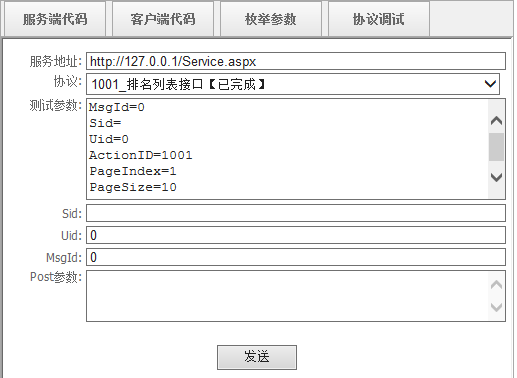 服务端代码 客户端代码 枚举参数 协议调试
服务地址: http://127.0.0.1/Service.aspx
协议: 1001_排名列表接口【已完成】
测试参数: MsgId=0
Sid=
Uid=0
ActionID=1001
PageIndex=1
PageSize=10
Sid:
Uid: 0
MsgId: 0
Post参数:
发送